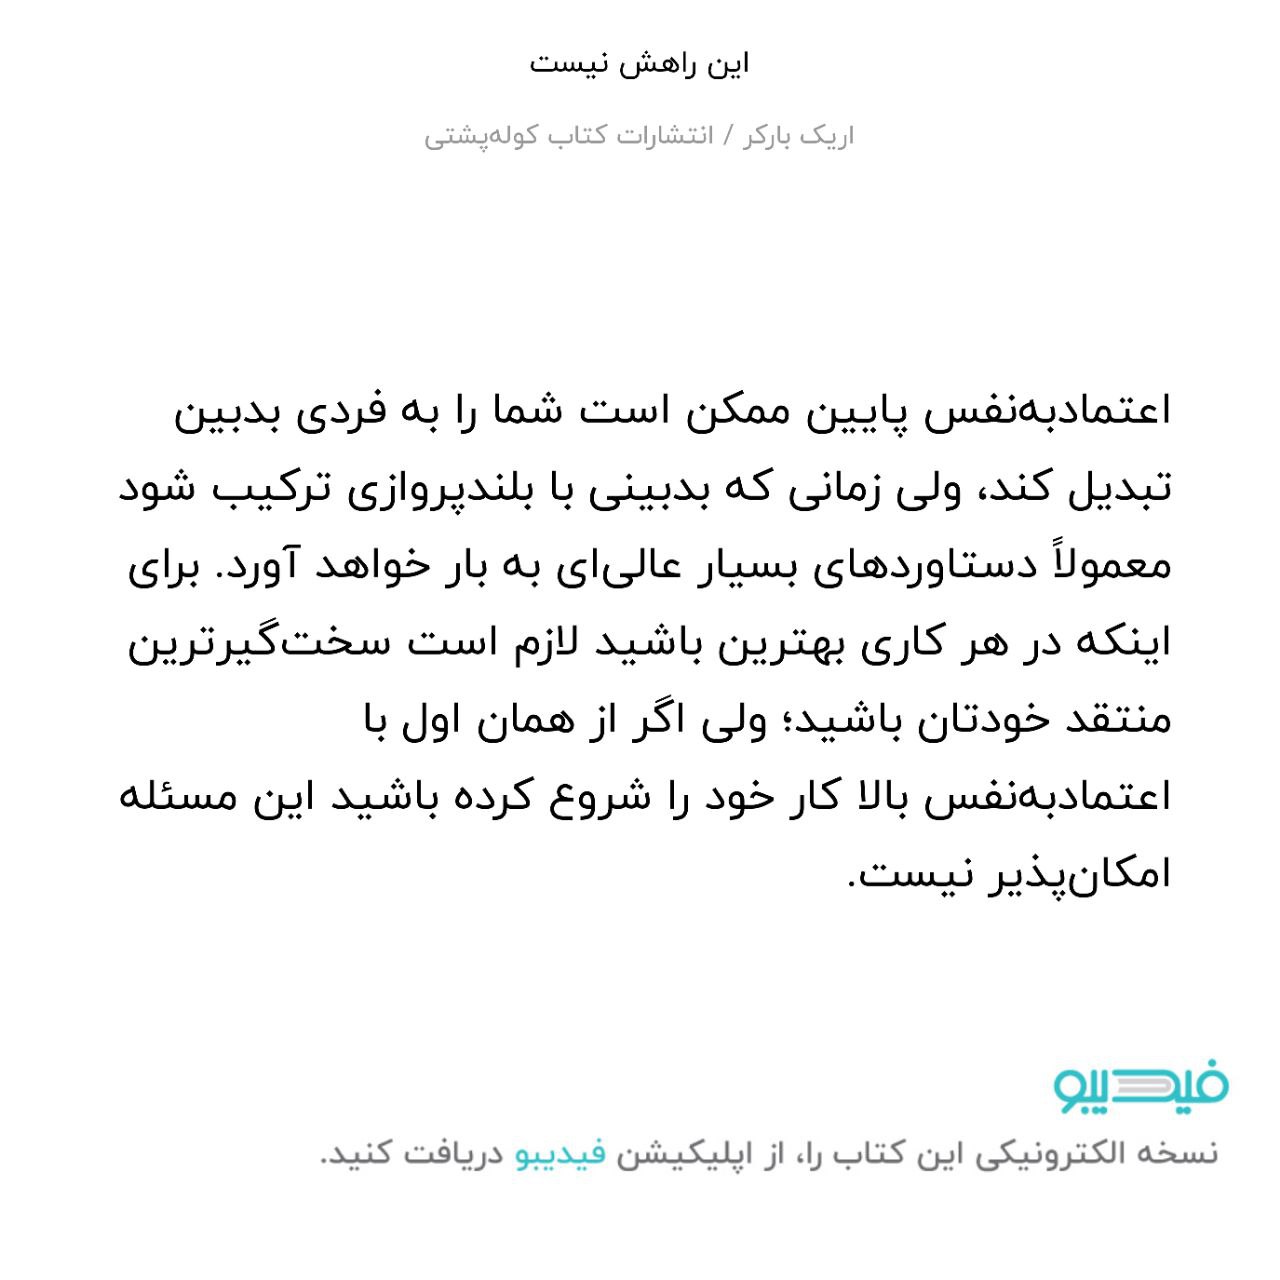 این راهش نیست
اریک بارکر / انتشارات کتاب کوله‌پشتی
اعتمادبه‌نفس پایین ممکن است شما را به فردی بدبین
تبدیل کند، ولی زمانی که بدبینی با بلندپروازی ترکیب شود
معمولاً دستاوردهای بسیار عالی‌ای به بار خواهد آورد. برای
اینکه در هر کاری بهترین باشید لازم است سخت‌گیرترین
منتقد خودتان باشید؛ ولی اگر از همان اول با
اعتمادبه‌نفس بالا کار خود را شروع کرده باشید این مسئله
امکان‌پذیر نیست.
فیدیبو
نسخه الکترونیکی این کتاب را، از اپلیکیشن فیدیبو دریافت کنید.